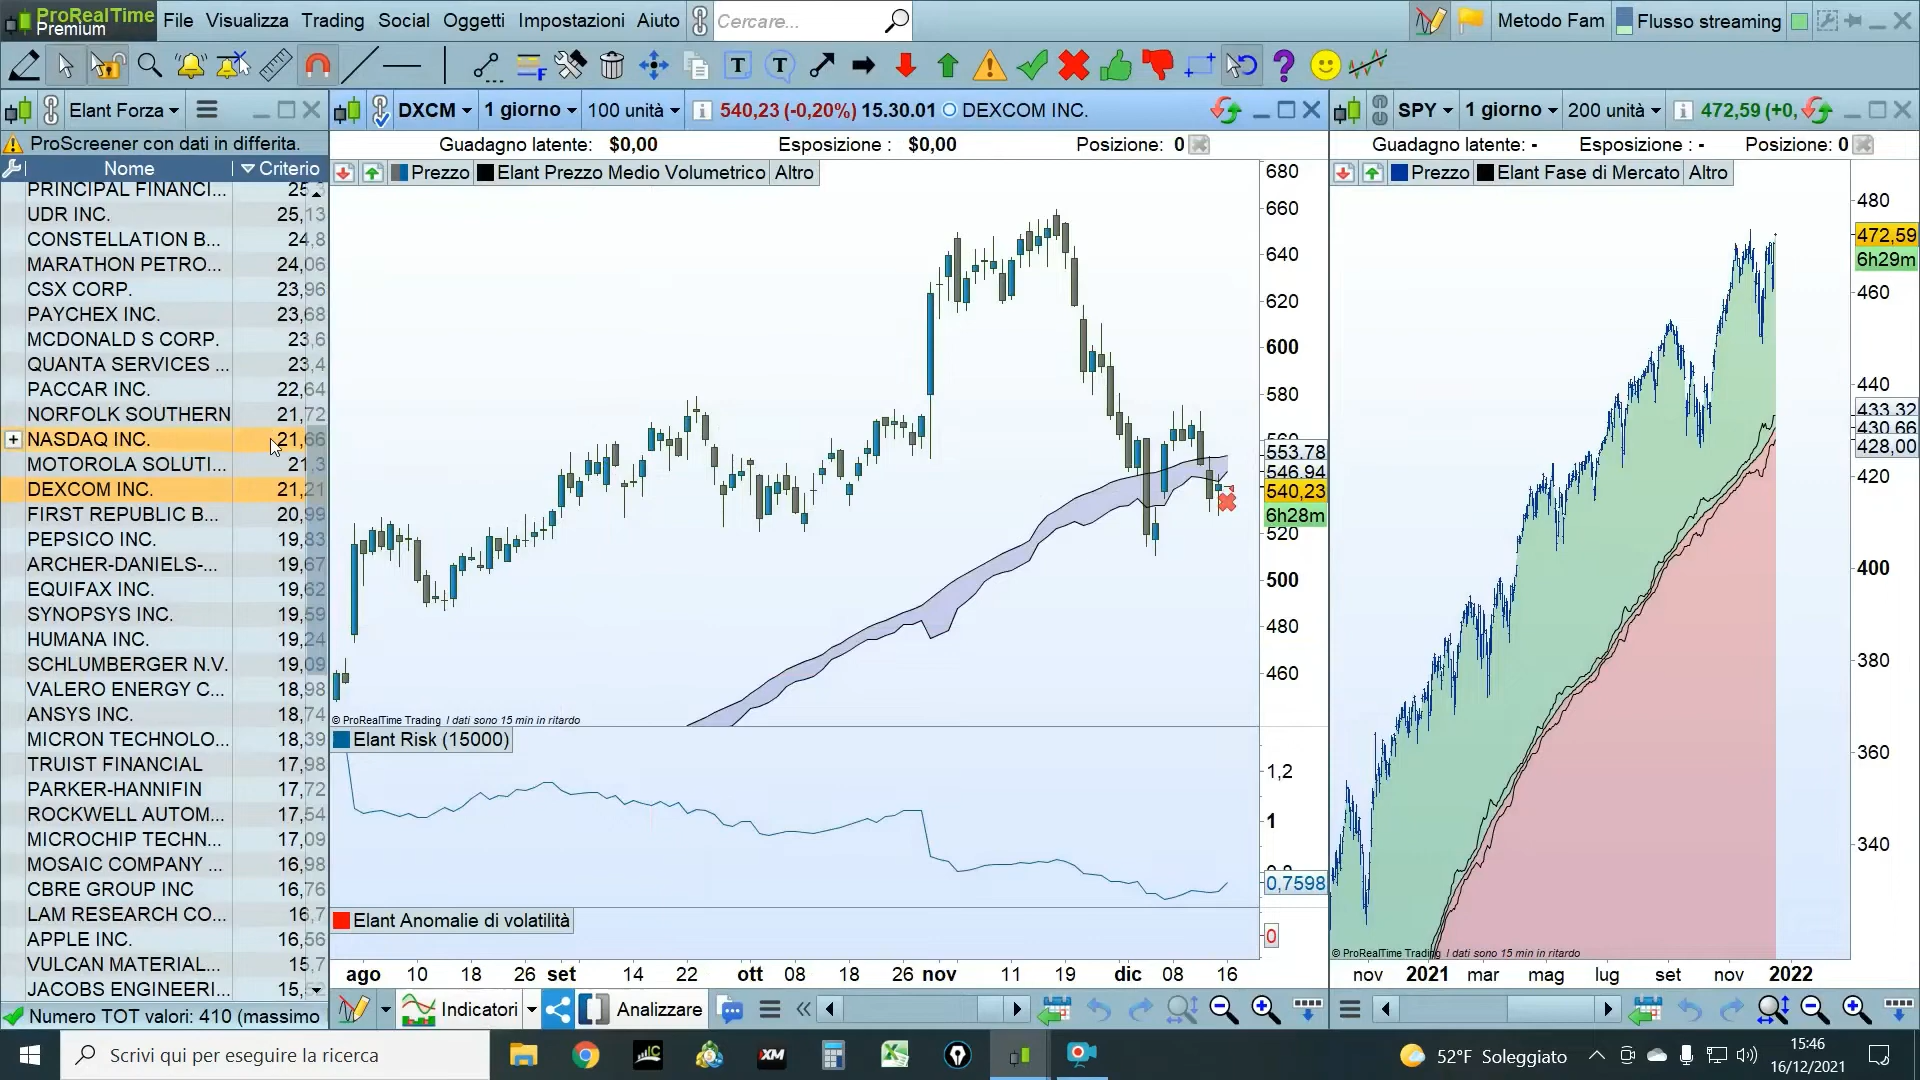 ProRealTime
Premium
File Visualizza Trading Social Oggetti Impostazioni Aiuto
Cercare...
Metodo Fam
Flusso streaming
Elant Forza
DXCM 1 giorno 100 unità 540,23 (-0,20%) 15.30.01 DEXCOM INC.
SPY 1 giorno 200 unità 472,59 (+0,
ProScreener con dati in differita.
Guadagno latente: $0,00 Esposizione : $0,00 Posizione: 0
Guadagno latente: - Esposizione : - Posizione: 0
Nome Criterio
Prezzo Elant Prezzo Medio Volumetrico Altro
Prezzo Elant Fase di Mercato Altro
PRINCIPAL FINANCI...
UDR INC. 25,13
CONSTELLATION B... 24,8
MARATHON PETRO... 24,06
CSX CORP. 23,96
PAYCHEX INC. 23,68
MCDONALD S CORP. 23,6
QUANTA SERVICES ... 23,4
PACCAR INC. 22,64
NORFOLK SOUTHERN 21,72
NASDAQ INC. 21,66
MOTOROLA SOLUTI... 21,3
DEXCOM INC. 21,21
FIRST REPUBLIC B... 20,99
PEPSICO INC. 19,83
ARCHER-DANIELS-... 19,67
EQUIFAX INC. 19,62
SYNOPSYS INC. 19,59
HUMANA INC. 19,24
SCHLUMBERGER N.V. 19,09
VALERO ENERGY C... 18,98
ANSYS INC. 18,74
MICRON TECHNOLO... 18,39
TRUIST FINANCIAL 17,98
PARKER-HANNIFIN 17,72
ROCKWELL AUTOM... 17,54
MICROCHIP TECHN... 17,09
MOSAIC COMPANY ... 16,98
CBRE GROUP INC 16,76
LAM RESEARCH CO... 16,7
APPLE INC. 16,56
VULCAN MATERIAL... 15,7
JACOBS ENGINEERI...
Numero TOT valori: 410 (massimo
680
660
640
620
600
580
553.78
546.94
540,23
6h28m
520
500
480
460
© ProRealTime Trading I dati sono 15 min in ritardo
Elant Risk (15000)
1,2
1
0,7598
Elant Anomalie di volatilità
0
ago 10 18 26 set 14 22 ott 08 18 26 nov 11 19 dic 08 16
480
472,59
6h29m
460
440
433.32
430.66
428,00
420
400
380
360
340
© ProRealTime Trading I dati sono 15 min in ritardo
nov 2021 mar mag lug set nov 2022
Indicatori
Analizzare
Scrivi qui per eseguire la ricerca
XM
52°F Soleggiato
15:46
16/12/2021